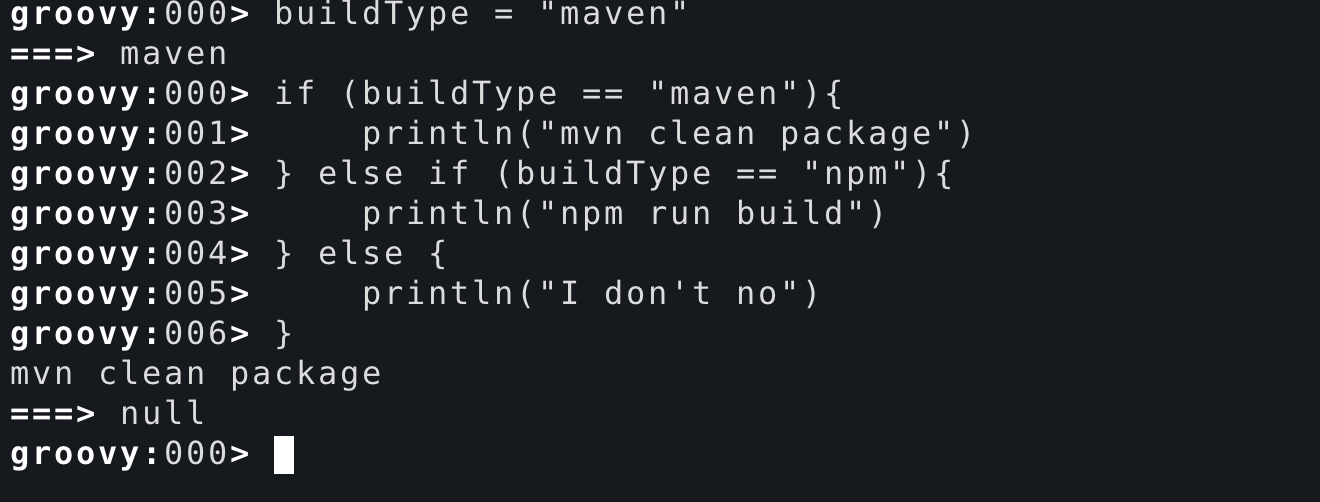 groovy:000> buildType = "maven"
===> maven
groovy:000> if (buildType == "maven"){
groovy:001>     println("mvn clean package")
groovy:002> } else if (buildType == "npm"){
groovy:003>     println("npm run build")
groovy:004> } else {
groovy:005>     println("I don't no")
groovy:006> }
mvn clean package
===> null
groovy:000>